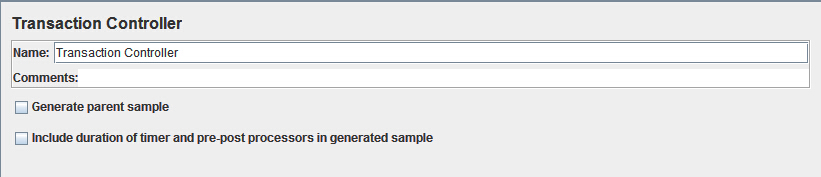 Transaction Controller
Name: Transaction Controller
Comments:
Generate parent sample
Include duration of timer and pre-post processors in generated sample